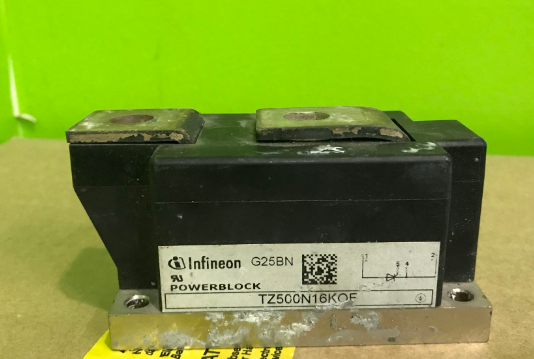 Infineon G25BN
POWERBLOCK
TZ500N16KOF